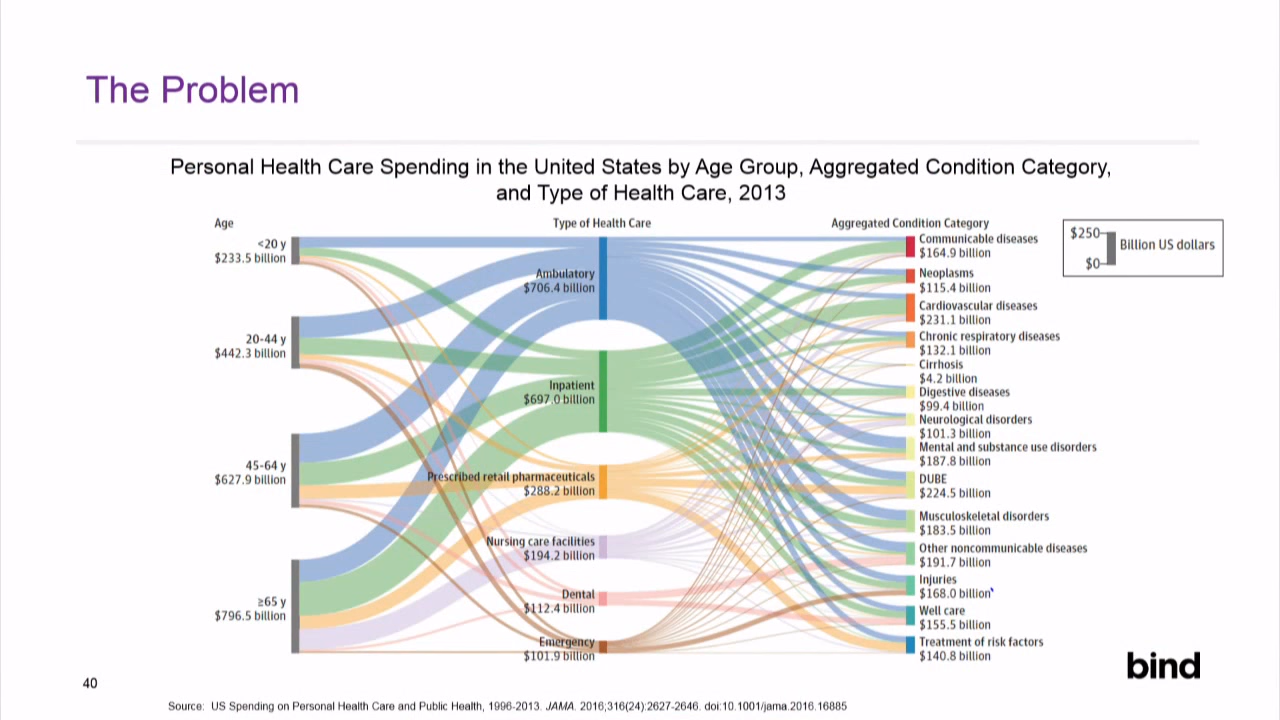 The Problem
Personal Health Care Spending in the United States by Age Group, Aggregated Condition Category,
and Type of Health Care, 2013
Age
<20 y
$233.5 billion
20-44 y
$442.3 billion
45-64 y
$627.9 billion
≥65 y
$796.5 billion
Type of Health Care
Ambulatory
$706.4 billion
Inpatient
$697.0 billion
Prescribed retail pharmaceuticals
$288.2 billion
Nursing care facilities
$194.2 billion
Dental
$112.4 billion
Emergency
$101.9 billion
Aggregated Condition Category
Communicable diseases
$164.9 billion
Neoplasms
$115.4 billion
Cardiovascular diseases
$231.1 billion
Chronic respiratory diseases
$132.1 billion
Cirrhosis
$4.2 billion
Digestive diseases
$99.4 billion
Neurological disorders
$101.3 billion
Mental and substance use disorders
$187.8 billion
DUBE
$224.5 billion
Musculoskeletal disorders
$183.5 billion
Other noncommunicable diseases
$191.7 billion
Injuries
$168.0 billion
Well care
$155.5 billion
Treatment of risk factors
$140.8 billion
$250
Billion US dollars
$0
bind
40
Source: US Spending on Personal Health Care and Public Health, 1996-2013. JAMA. 2016;316(24):2627-2646. doi:10.1001/jama.2016.16885